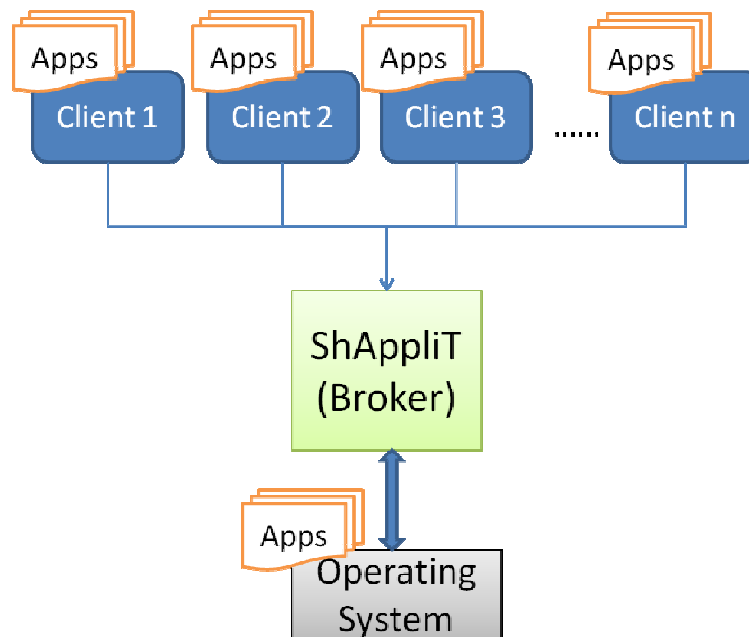 Apps
Apps
Apps
Apps
Client 1
Client 2
Client 3
......
Client n
ShAppliT
(Broker)
Apps
Operating
System